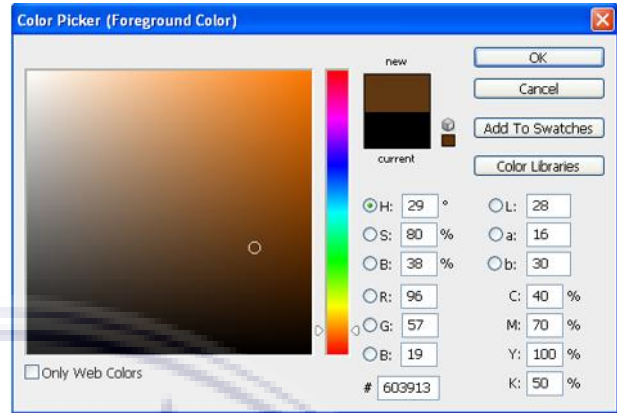 Color Picker (Foreground Color)
new
current
OK
Cancel
Add To Swatches
Color Libraries
H: 29 °
S: 80 %
B: 38 %
R: 96
G: 57
B: 19
# 603913
L: 28
a: 16
b: 30
C: 40 %
M: 70 %
Y: 100 %
K: 50 %
Only Web Colors